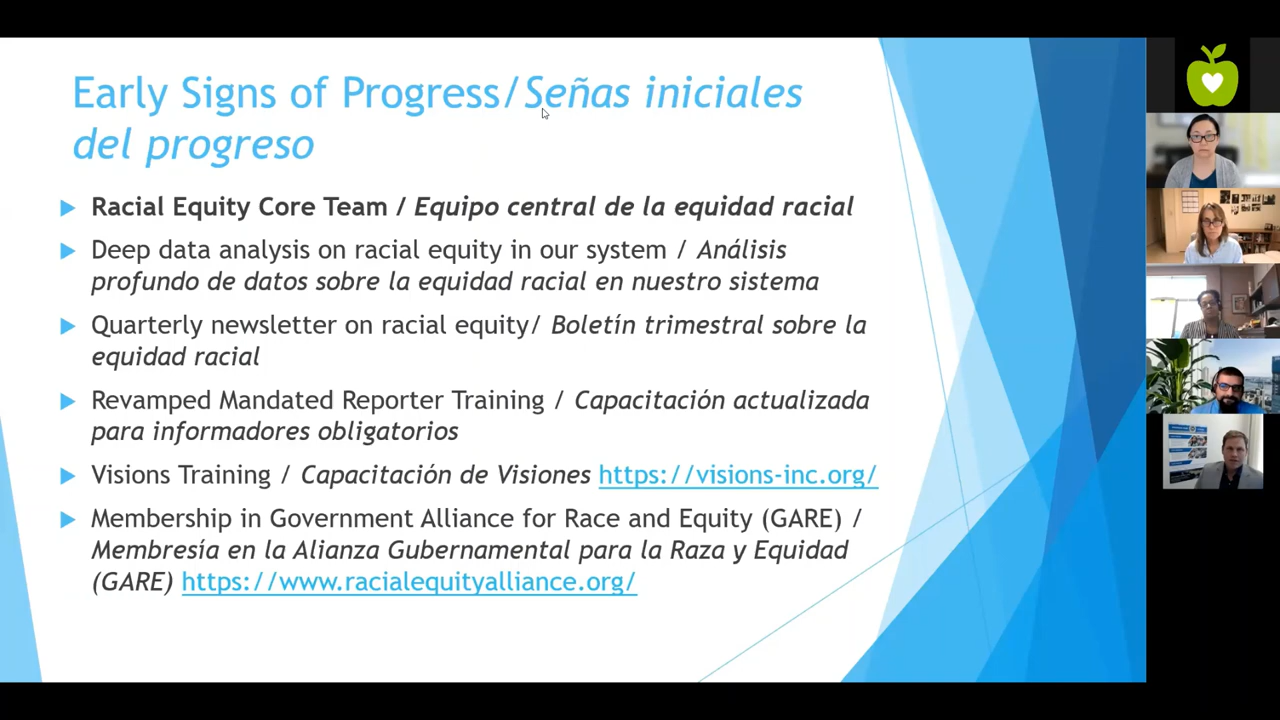 Early Signs of Progress/Señas iniciales
del progreso
Racial Equity Core Team / Equipo central de la equidad racial
Deep data analysis on racial equity in our system / Análisis
profundo de datos sobre la equidad racial en nuestro sistema
Quarterly newsletter on racial equity/ Boletín trimestral sobre la
equidad racial
Revamped Mandated Reporter Training / Capacitación actualizada
para informadores obligatorios
Visions Training / Capacitación de Visiones https://visions-inc.org/
Membership in Government Alliance for Race and Equity (GARE) /
Membresía en la Alianza Gubernamental para la Raza y Equidad
(GARE) https://www.racialequityalliance.org/